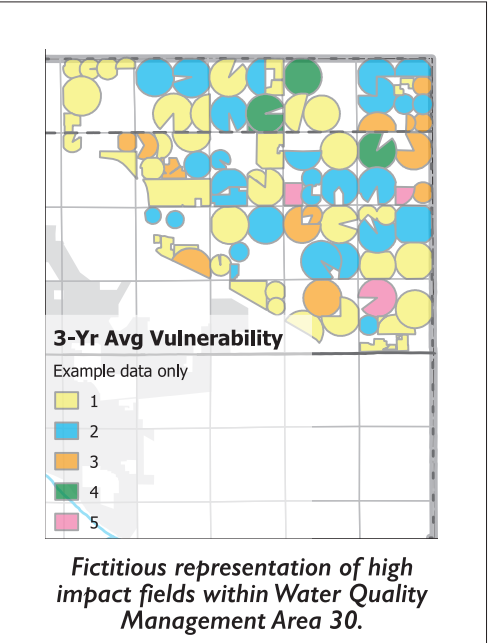 3-Yr Avg Vulnerability
Example data only
1
2
3
4
5
Fictitious representation of high
impact fields within Water Quality
Management Area 30.